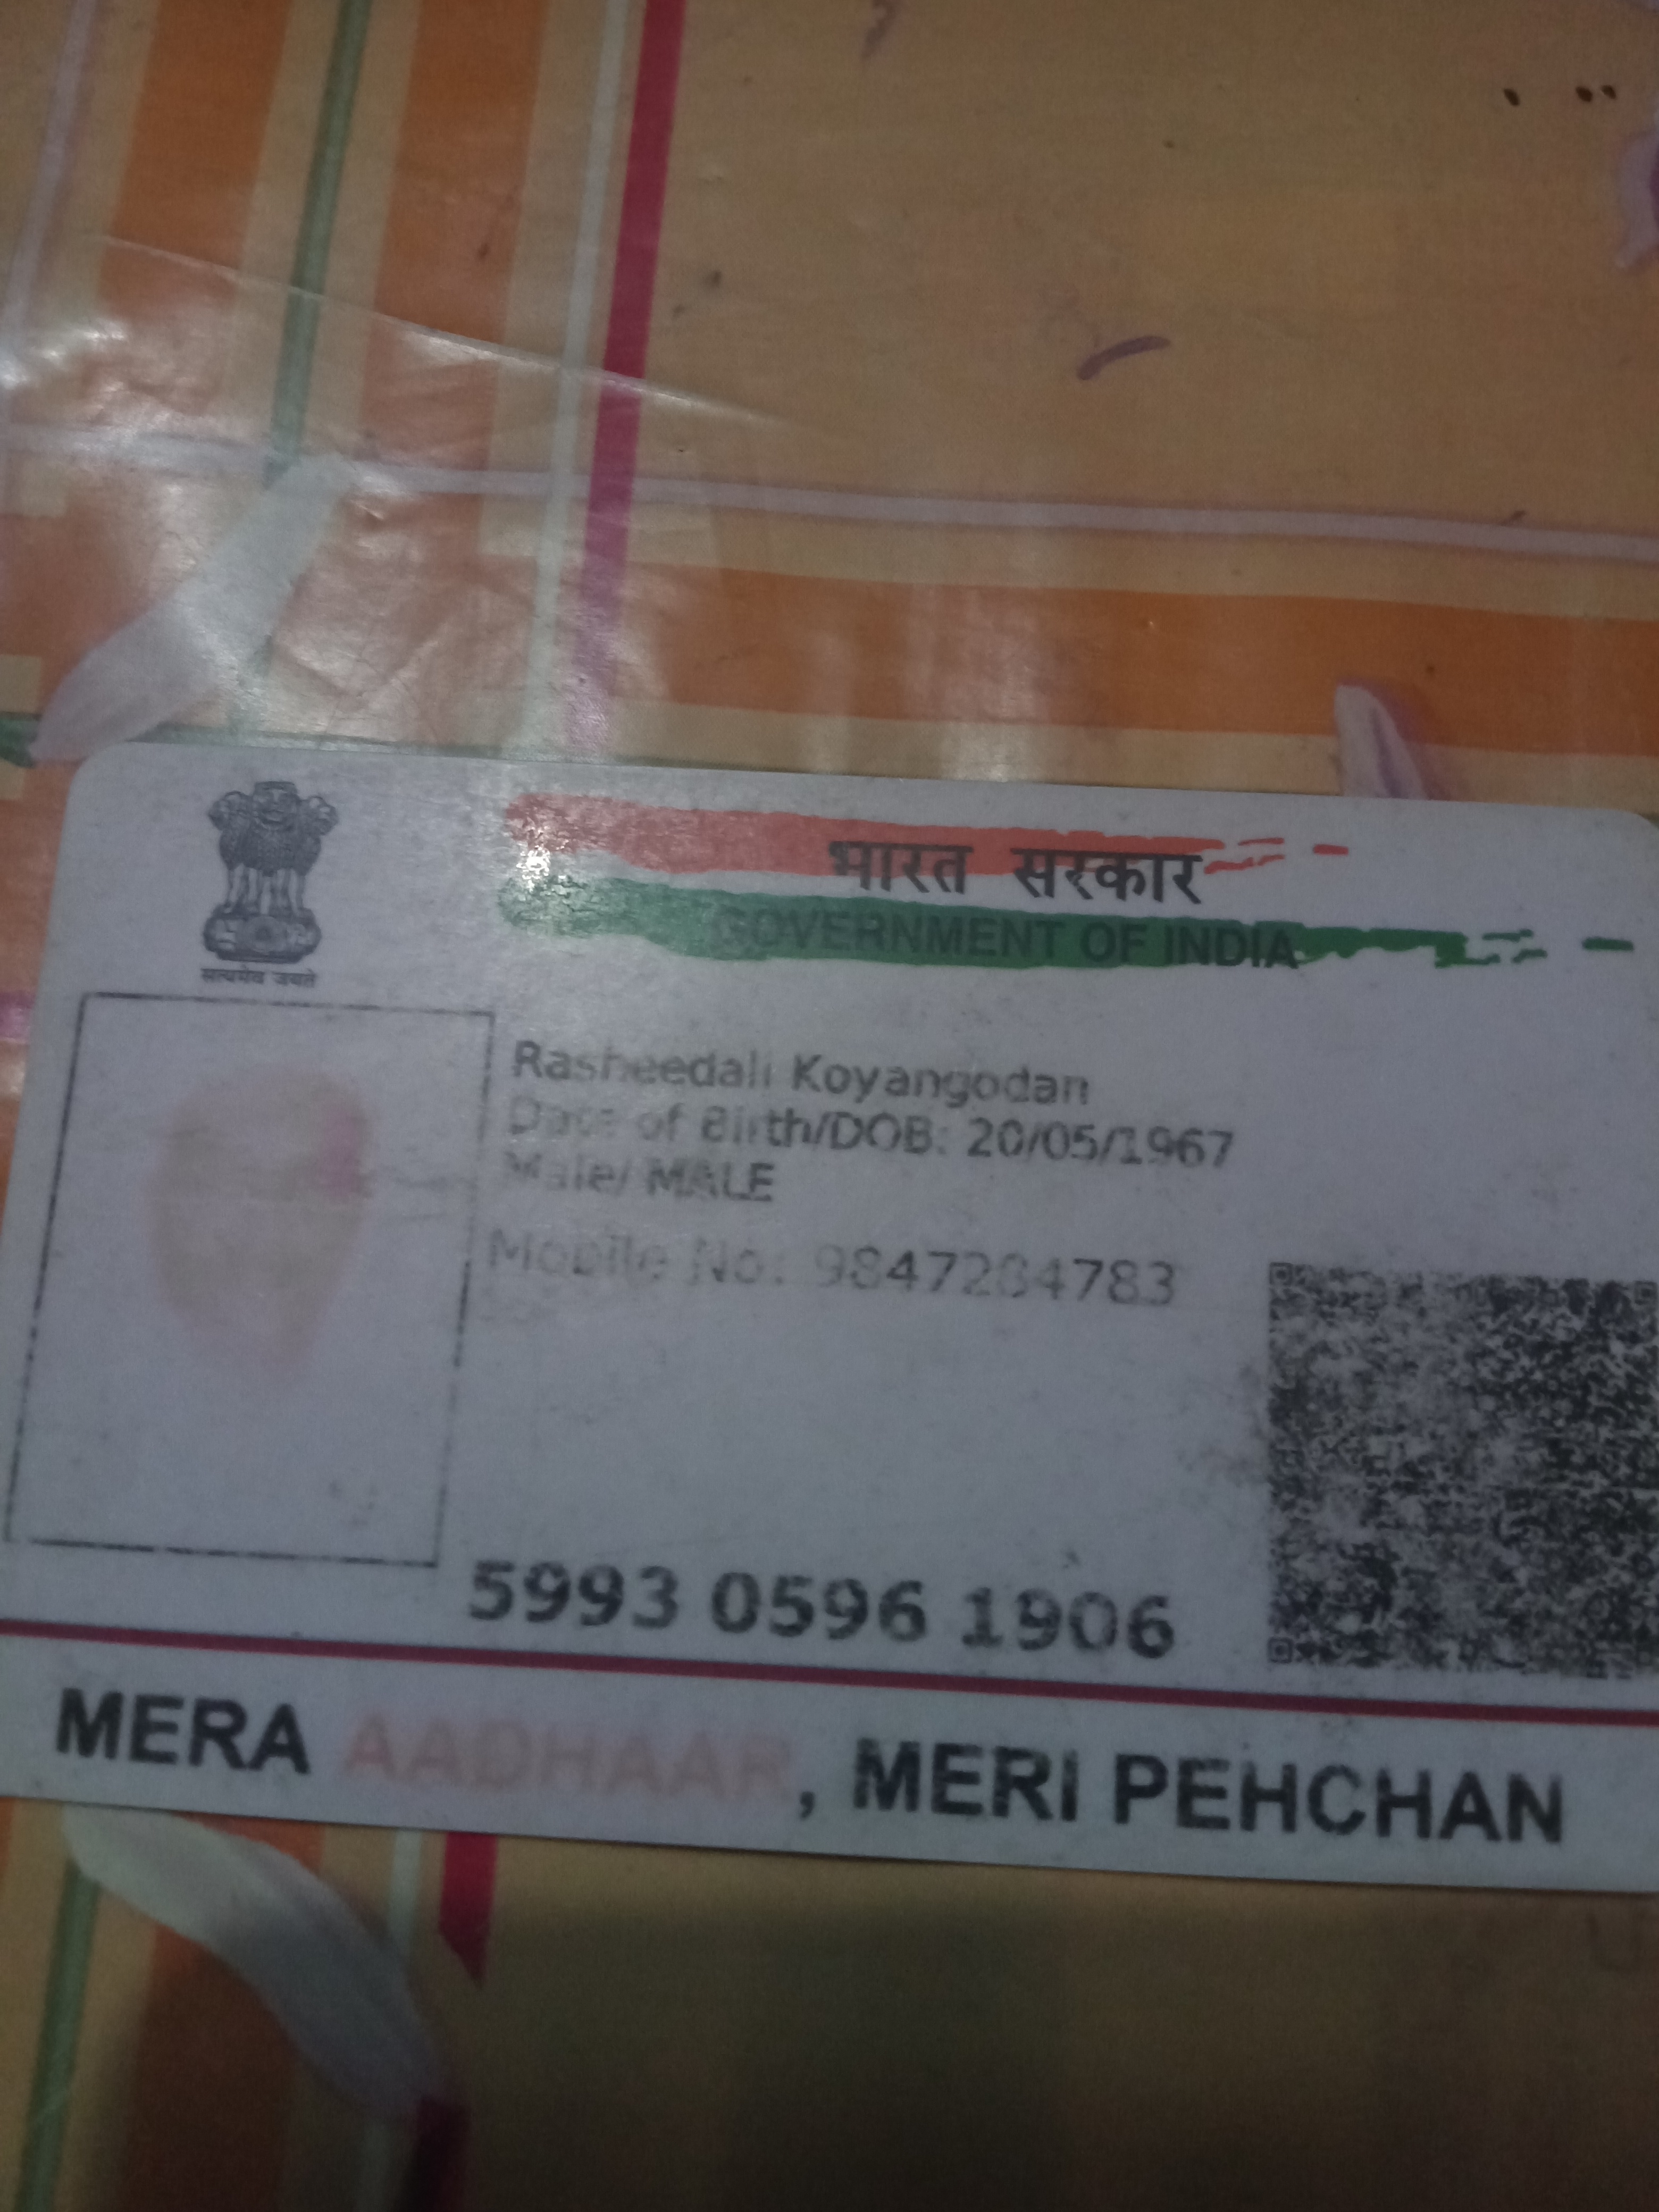 भारत सरकार
GOVERNMENT OF INDIA
सत्यमेव जयते
Rasheedali Koyangodan
Date of Birth/DOB: 20/05/1967
Male/ MALE
Mobile No: 9847284783
5993 0596 1906
MERA AADHAAR, MERI PEHCHAN